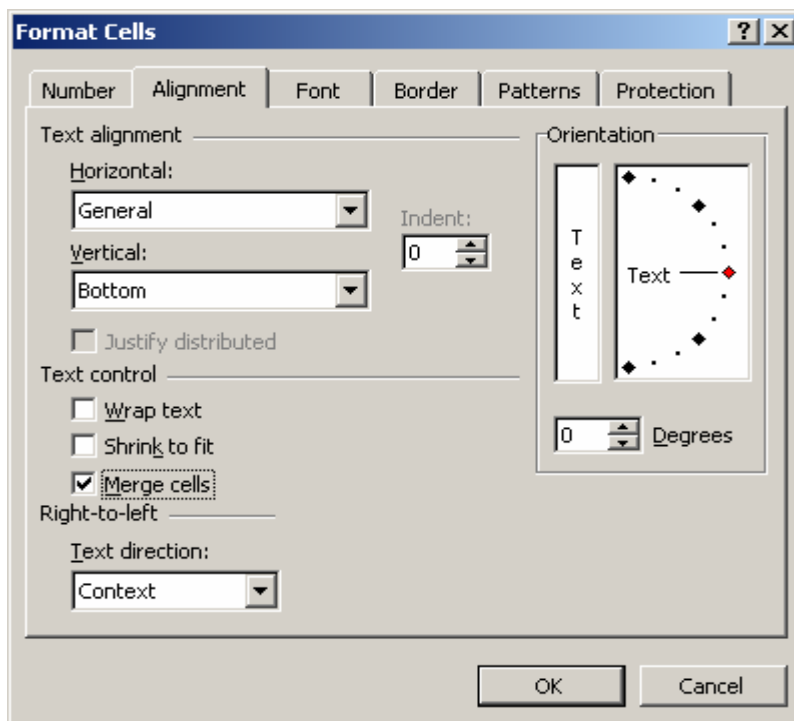 Format Cells
Number Alignment Font Border Patterns Protection
Text alignment
Horizontal:
General
Indent:
0
Vertical:
Bottom
Justify distributed
Text control
Wrap text
Shrink to fit
Merge cells
Right-to-left
Text direction:
Context
Orientation
Text
Text
0 Degrees
OK Cancel